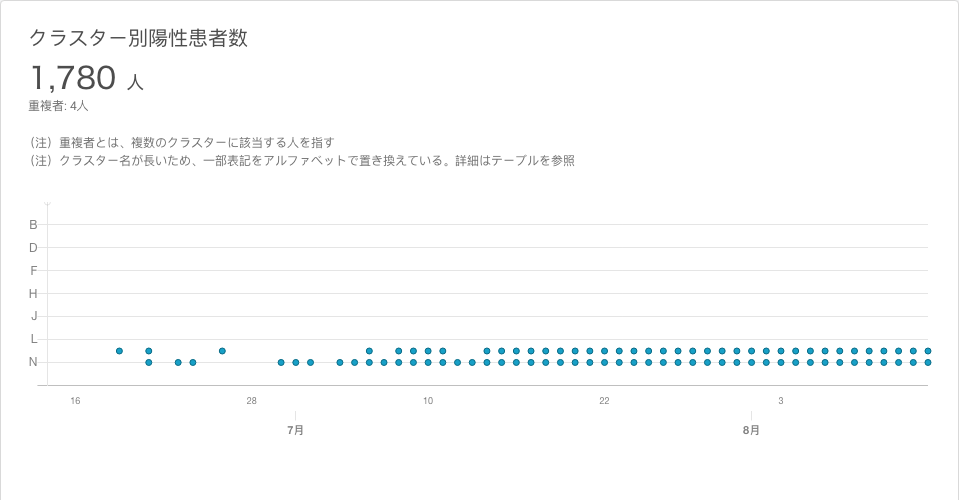 クラスター別陽性患者数
1,780 人
重複者: 4人
（注）重複者とは、複数のクラスターに該当する人を指す
（注）クラスター名が長いため、一部表記をアルファベットで置き換えている。詳細はテーブルを参照
B
D
F
H
J
L
N
16 28 10 22 3
7月 8月